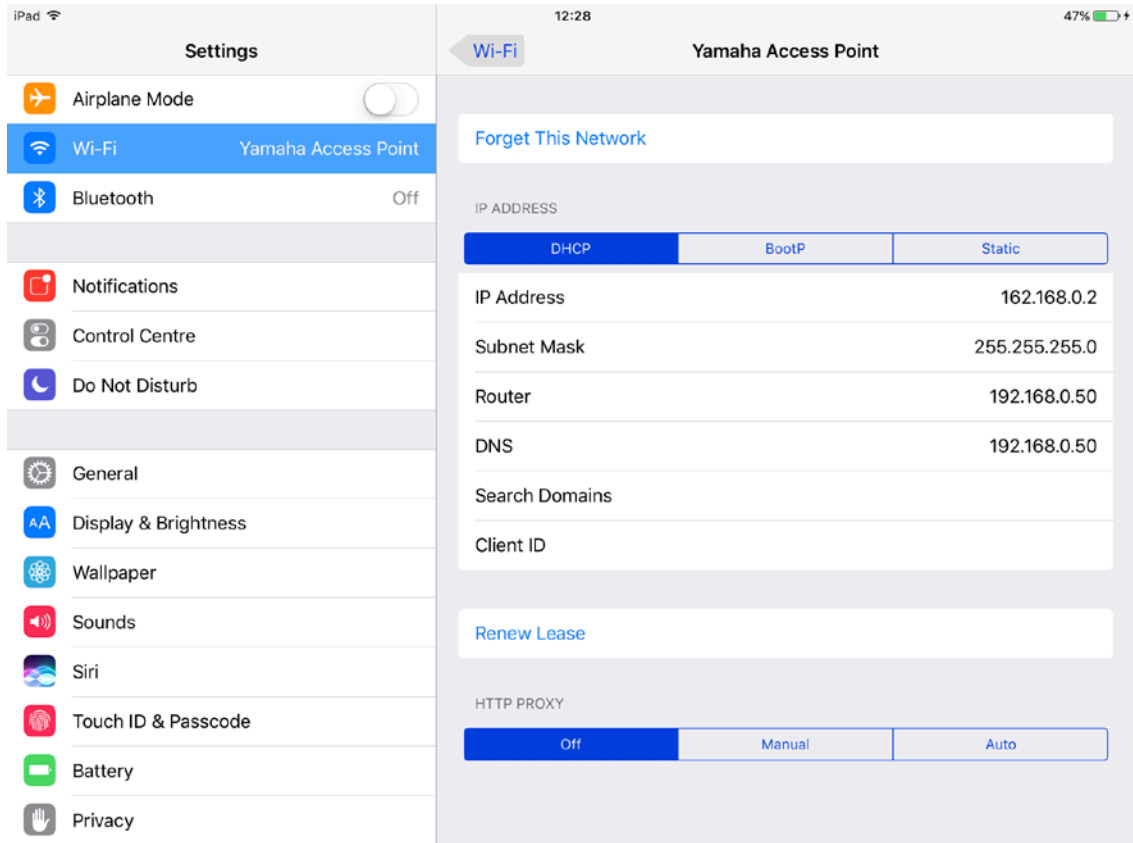 iPad
12:28
47%
Settings
Airplane Mode
Wi-Fi Yamaha Access Point
Bluetooth Off
Notifications
Control Centre
Do Not Disturb
General
AA Display & Brightness
Wallpaper
Sounds
Siri
Touch ID & Passcode
Battery
Privacy
Wi-Fi Yamaha Access Point
Forget This Network
IP ADDRESS
DHCP BootP Static
IP Address 162.168.0.2
Subnet Mask 255.255.255.0
Router 192.168.0.50
DNS 192.168.0.50
Search Domains
Client ID
Renew Lease
HTTP PROXY
Off Manual Auto